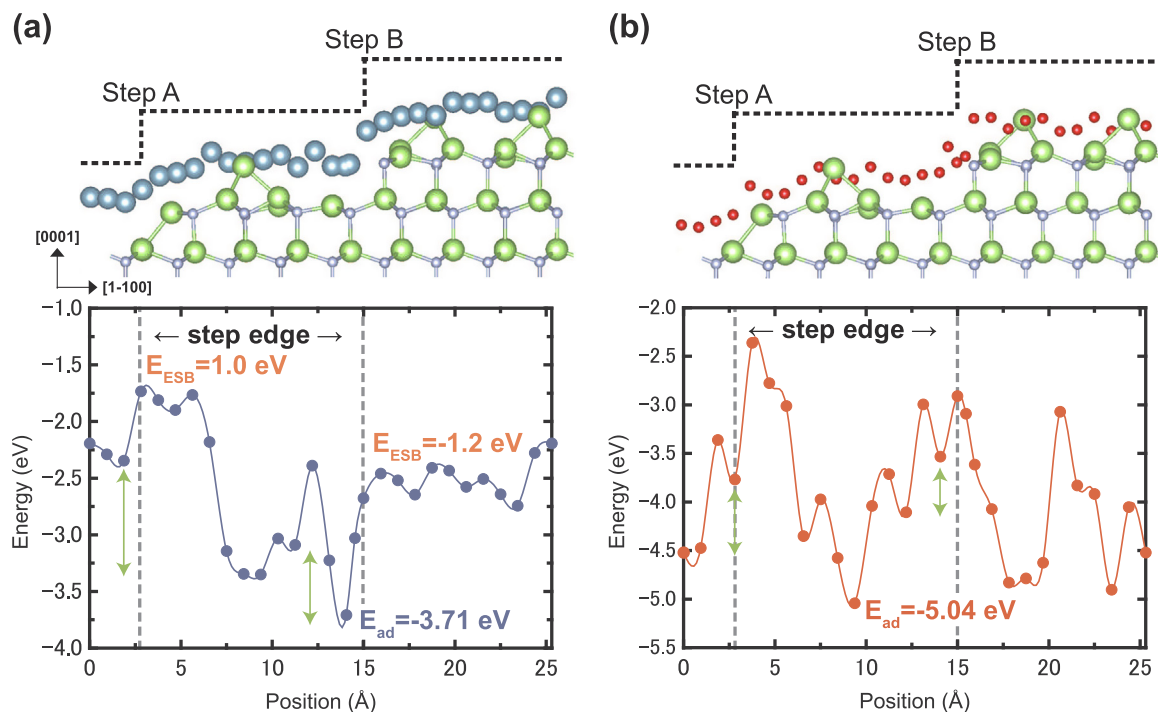 (a)
Step B
Step A
[0001]
[1-100]
−1.0
−1.5
−2.0
−2.5
−3.0
−3.5
−4.0
Energy (eV)
← step edge →
E_ESB=1.0 eV
E_ESB=-1.2 eV
E_ad=-3.71 eV
0 5 10 15 20 25
Position (Å)
(b)
Step B
Step A
−2.0
−2.5
−3.0
−3.5
−4.0
−4.5
−5.0
−5.5
Energy (eV)
← step edge →
E_ad=-5.04 eV
0 5 10 15 20 25
Position (Å)